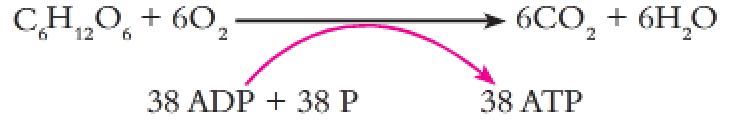 C₆H₁₂O₆ + 6O₂ → 6CO₂ + 6H₂O
38 ADP + 38 P 38 ATP